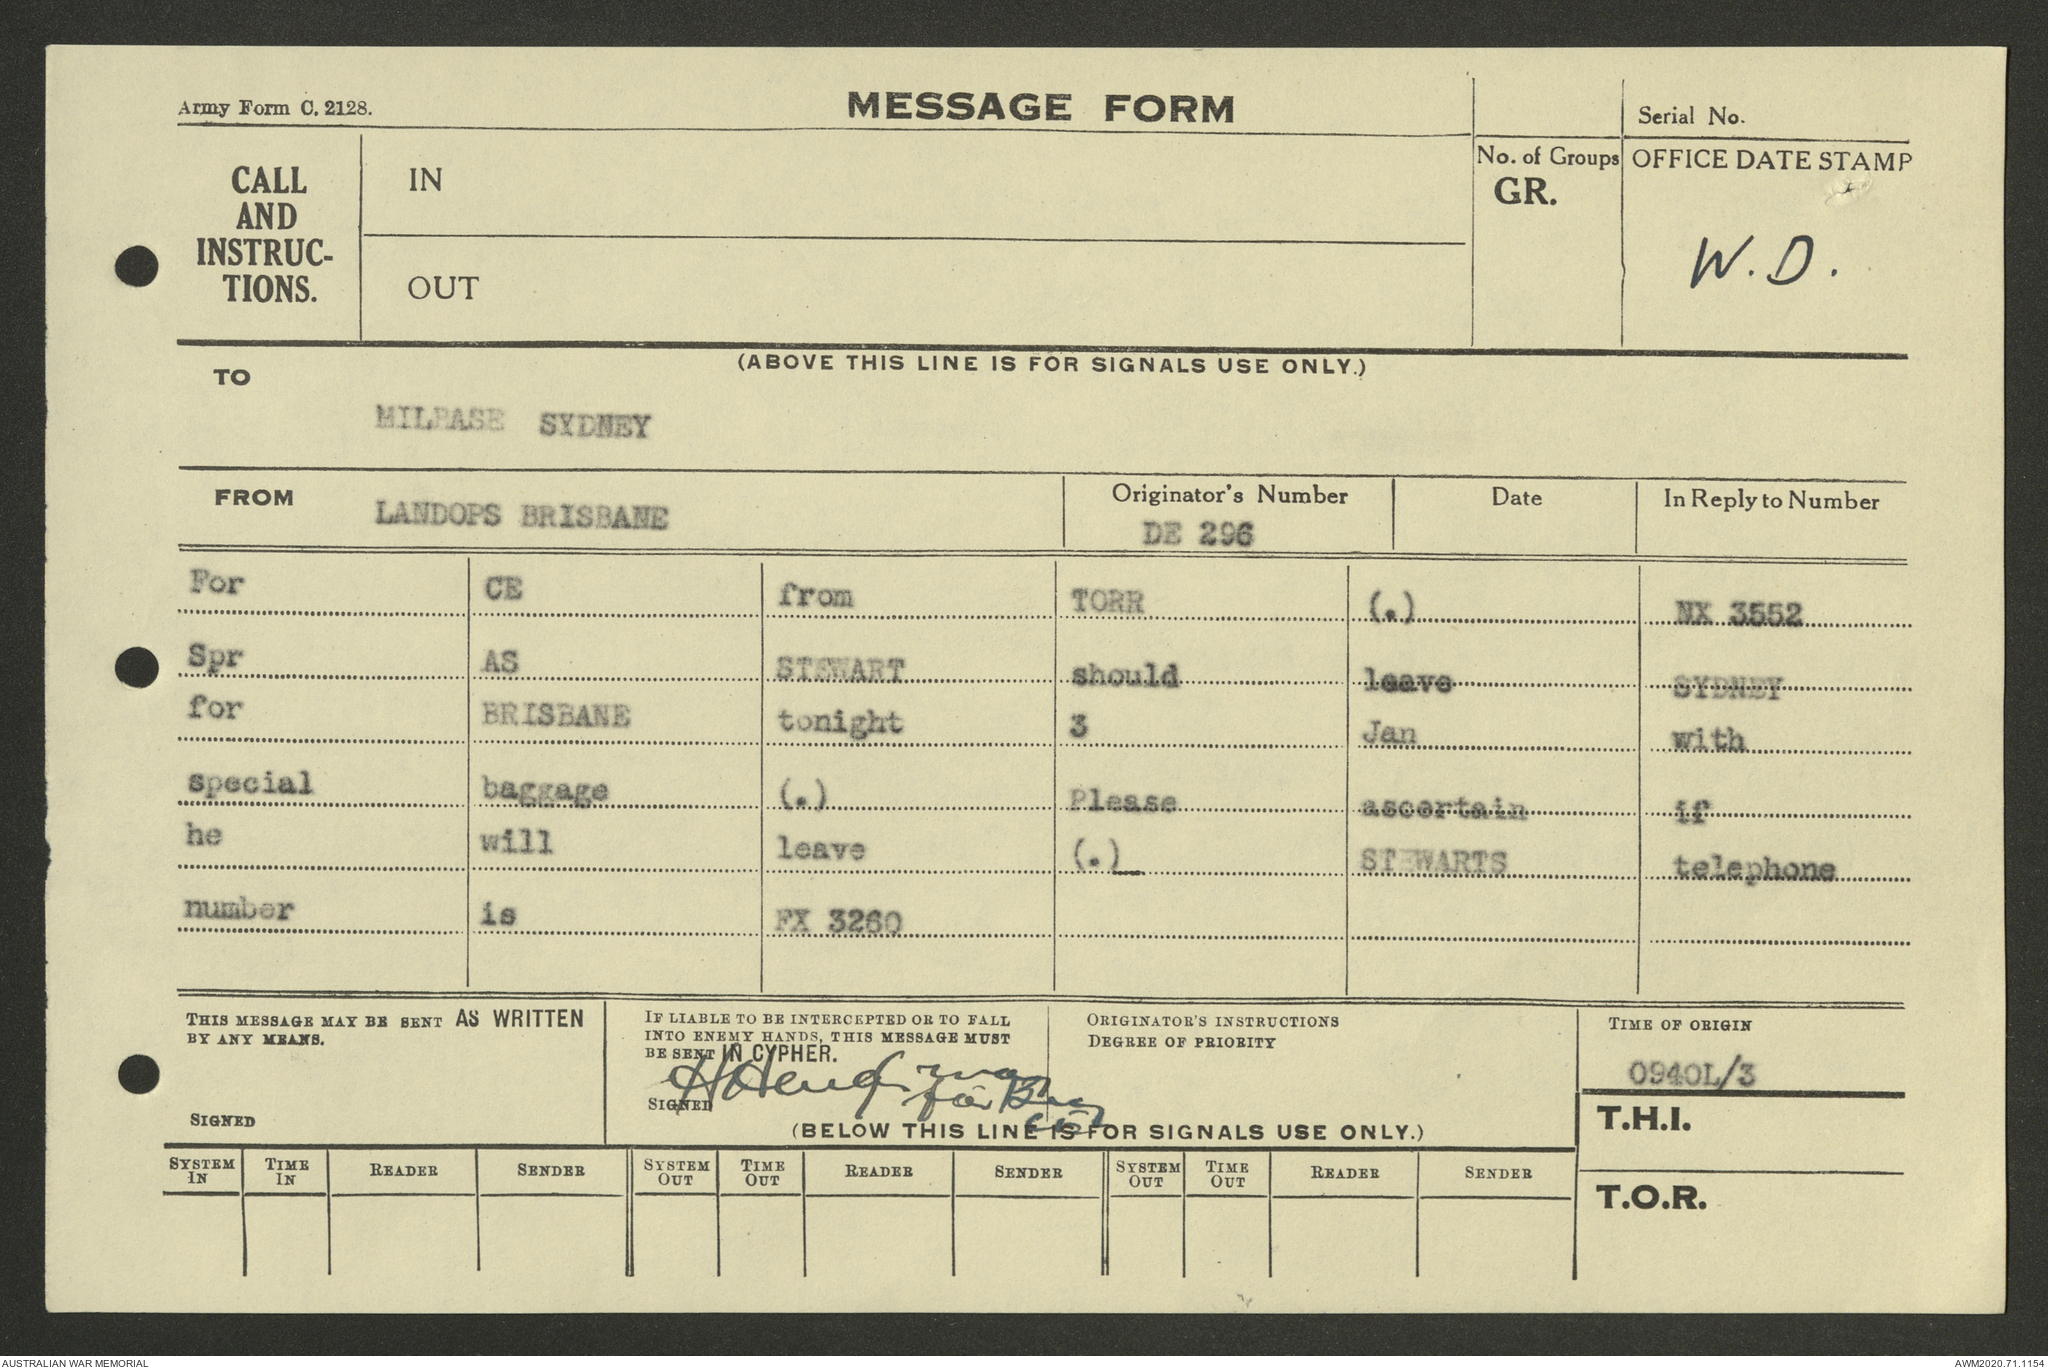 Army Form C. 2128.
MESSAGE FORM
Serial No.
CALL AND INSTRUC-TIONS.
IN
OUT
No. of Groups
GR.
OFFICE DATE STAMP
W.D.
(ABOVE THIS LINE IS FOR SIGNALS USE ONLY.)
TO
MILBASE SYDNEY
FROM
LANDOPS BRISBANE
Originator's Number
DE 296
Date
In Reply to Number
For CE from TORR (.) NX 3552
Spr AS STEWART should leave SYDNEY
for BRISBANE tonight 3 Jan with
special baggage (.) Please ascertain if
he will leave (.) STEWARTS telephone
number is FX 3260
THIS MESSAGE MAY BE SENT AS WRITTEN
BY ANY MEANS.
SIGNED
IF LIABLE TO BE INTERCEPTED OR TO FALL
INTO ENEMY HANDS, THIS MESSAGE MUST
BE SENT IN CYPHER.
for Brig
SIGNED
ORIGINATOR'S INSTRUCTIONS
DEGREE OF PRIORITY
TIME OF ORIGIN
0940L/3
T.H.I.
T.O.R.
(BELOW THIS LINE IS FOR SIGNALS USE ONLY.)
SYSTEM IN TIME IN READER SENDER SYSTEM OUT TIME OUT READER SENDER SYSTEM OUT TIME OUT READER SENDER
AUSTRALIAN WAR MEMORIAL
AWM2020.71.1154